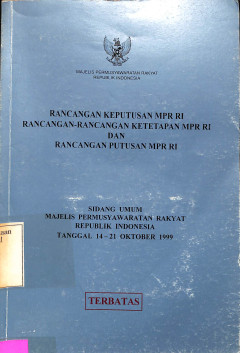 MAJELIS PERMUSYAWARATAN RAKYAT
REPUBLIK INDONESIA
RANCANGAN KEPUTUSAN MPR RI
RANCANGAN-RANCANGAN KETETAPAN MPR RI
DAN
RANCANGAN PUTUSAN MPR RI
SIDANG UMUM
MAJELIS PERMUSYAWARATAN RAKYAT
REPUBLIK INDONESIA
TANGGAL 14 – 21 OKTOBER 1999
TERBATAS